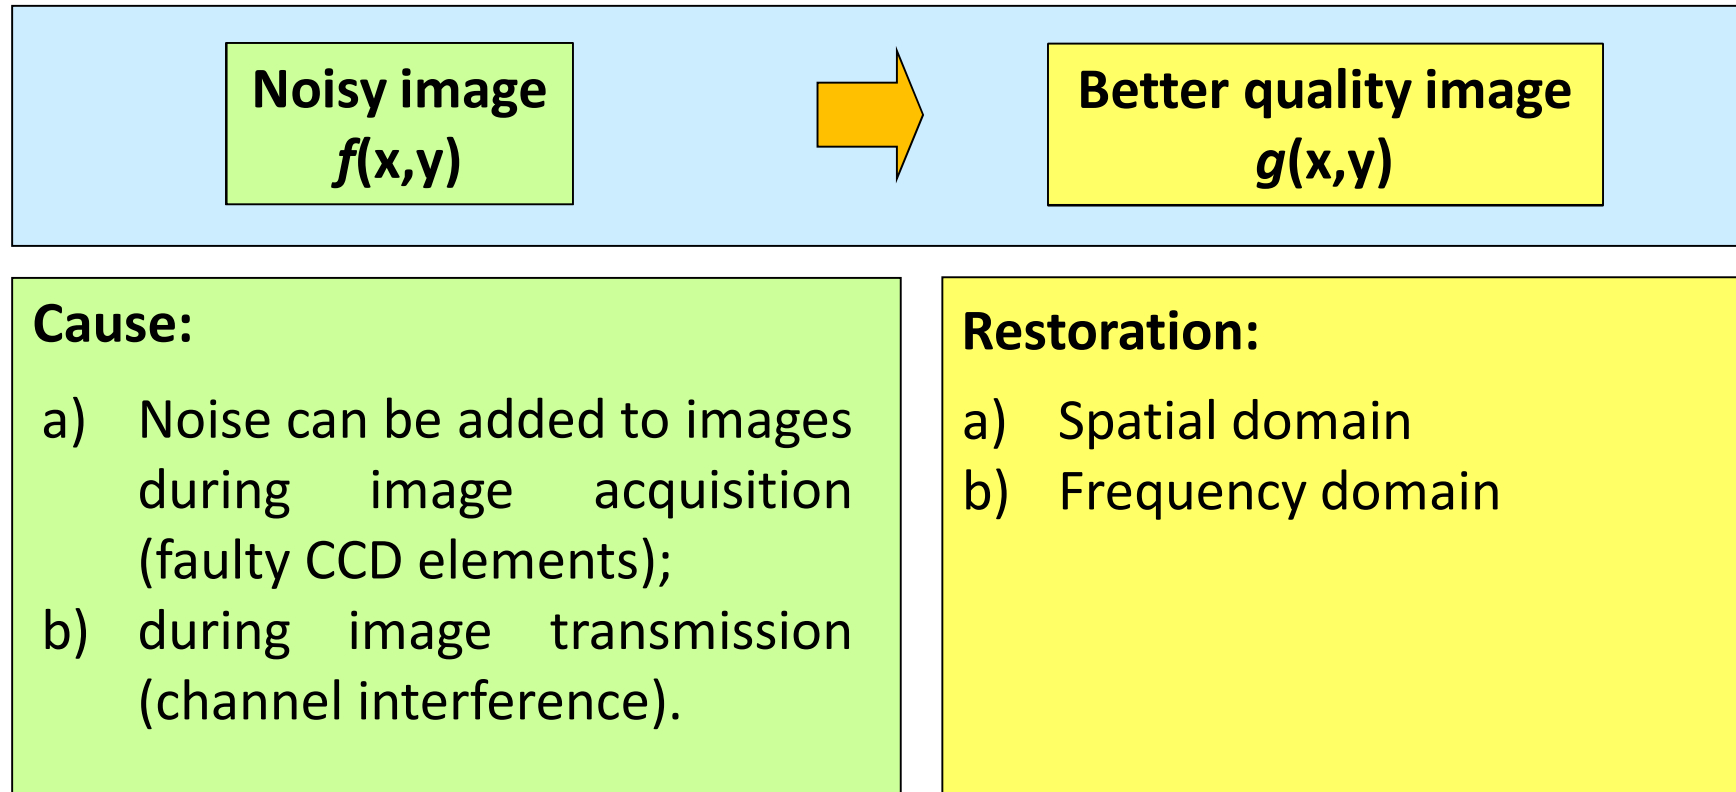 Noisy image
f(x,y)
Better quality image
g(x,y)
Cause:
a) Noise can be added to images
during image acquisition
(faulty CCD elements);
b) during image transmission
(channel interference).
Restoration:
a) Spatial domain
b) Frequency domain